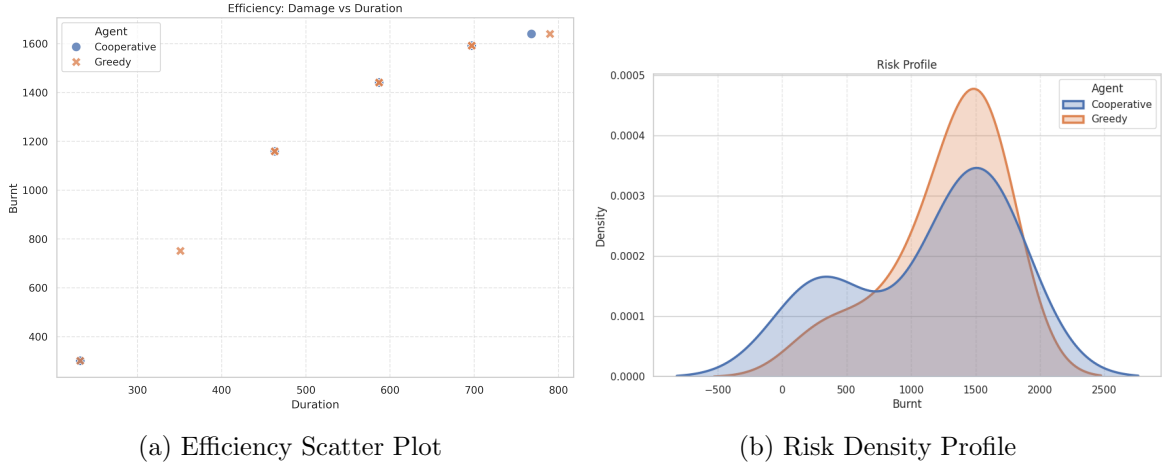 Efficiency: Damage vs Duration
Agent
Cooperative
Greedy
1600
1400
1200
1000
800
600
400
Burnt
300
400
500
600
700
800
Duration
(a) Efficiency Scatter Plot
Risk Profile
Agent
Cooperative
Greedy
0.0005
0.0004
0.0003
0.0002
0.0001
0.0000
Density
−500
0
500
1000
1500
2000
2500
Burnt
(b) Risk Density Profile